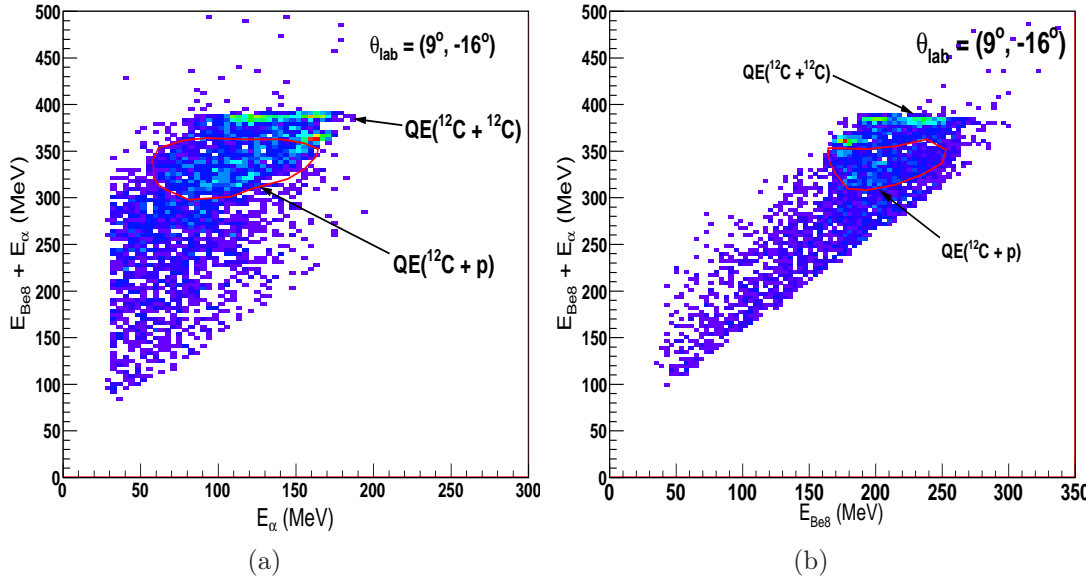 500
450
400
350
300
250
200
150
100
50
0
E_Be8 + E_α (MeV)
θ_lab = (9°, -16°)
QE(¹²C + ¹²C)
QE(¹²C + p)
0 50 100 150 200 250 300
E_α (MeV)
(a)
500
450
400
350
300
250
200
150
100
50
0
E_Be8 + E_α (MeV)
θ_lab = (9°, -16°)
QE(¹²C +¹²C)
QE(¹²C + p)
0 50 100 150 200 250 300 350
E_Be8 (MeV)
(b)